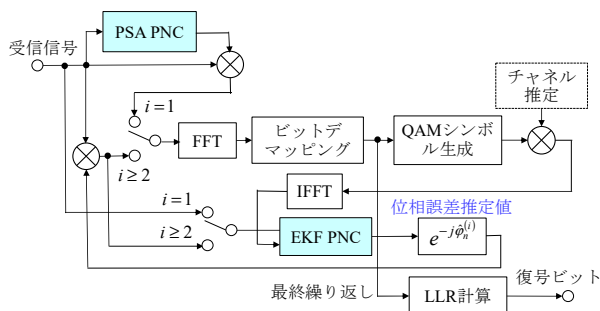 PSA PNC
受信信号
チャネル
推定
i=1
FFT
ビットデ
マッピング
QAMシンボ
ル生成
i≥2
IFFT
i=1
位相誤差推定値
i≥2
EKF PNC
e^{-jφ̂_n^{(i)}}
最終繰り返し
LLR計算
復号ビット